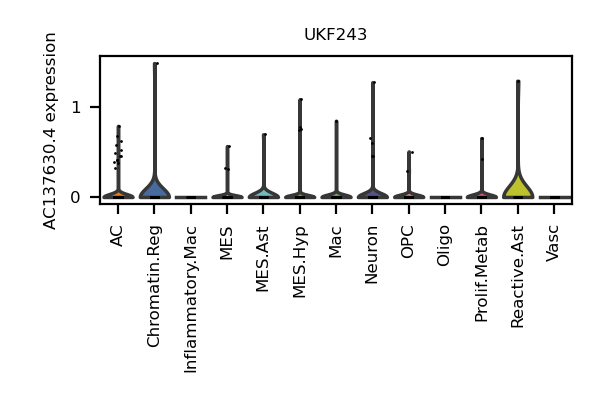 UKF243
AC137630.4 expression
1
0
AC
Chromatin.Reg
Inflammatory.Mac
MES
MES.Ast
MES.Hyp
Mac
Neuron
OPC
Oligo
Prolif.Metab
Reactive.Ast
Vasc